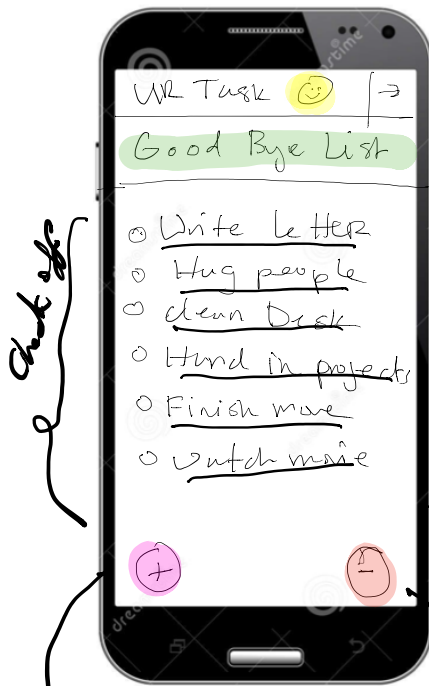 UR Task
Good Bye List
Write letter
Hug people
clean Desk
Hand in projects
Finish move
watch movie
Check off
+
-
dreamstime